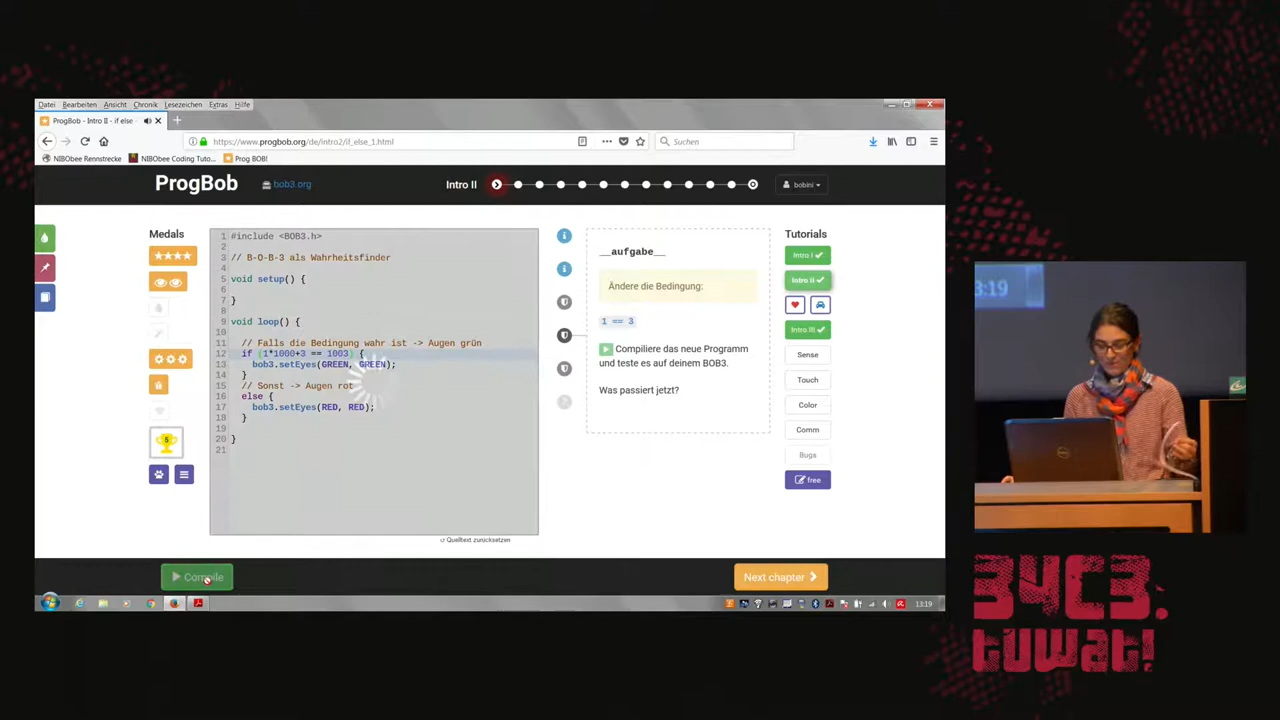 Datei Bearbeiten Ansicht Chronik Lesezeichen Extras Hilfe
ProgBob - Intro II - if else
https://www.progbob.org/de/intro2/if_else_1.html
Suchen
NIBObee Rennstrecke NIBObee Coding Tuto... Prog BOB!
ProgBob bob3.org Intro II bobini
Medals
1 #include <BOB3.h>
2
3 // B-O-B-3 als Wahrheitsfinder
4
5 void setup() {
6
7 }
8
9 void loop() {
10
11 // Falls die Bedingung wahr ist -> Augen grün
12 if (1*1000+3 == 1003) {
13 bob3.setEyes(GREEN, GREEN);
14 }
15 // Sonst -> Augen rot
16 else {
17 bob3.setEyes(RED, RED);
18 }
19
20 }
21
Quelltext zurücksetzen
5
__aufgabe__
Ändere die Bedingung:
1 == 3
Compiliere das neue Programm
und teste es auf deinem BOB3.
Was passiert jetzt?
Tutorials
Intro I
Intro II
Intro III
Sense
Touch
Color
Comm
Bugs
free
Compile
Next chapter
13:19
3:19
DELL
34C3.
tuwat!